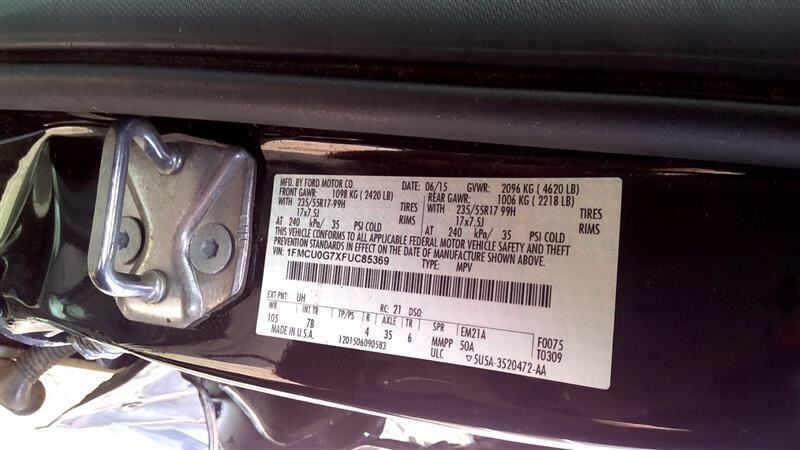 MFD. BY FORD MOTOR CO. DATE: 06/15 GVWR: 2096 KG ( 4620 LB)
FRONT GAWR: 1098 KG ( 2420 LB) REAR GAWR: 1006 KG ( 2218 LB)
WITH 235/55R17-99H TIRES WITH 235/55R17-99H TIRES
17x7.5J RIMS 17x7.5J RIMS
AT 240 kPa/ 35 PSI COLD AT 240 kPa/ 35 PSI COLD
THIS VEHICLE CONFORMS TO ALL APPLICABLE FEDERAL MOTOR VEHICLE SAFETY AND THEFT
PREVENTION STANDARDS IN EFFECT ON THE DATE OF MANUFACTURE SHOWN ABOVE.
VIN: 1FMCU0G7XFUC85369 TYPE: MPV
EXT PNT: UH RC: 21 DSO:
WB INT TR TP/PS R AXLE TR SPR EM21A F0075
105 7B 4 35 6 MMPP 50A T0309
MADE IN U.S.A. 1201506090583 ULC ▽5U5A-3520472-AA